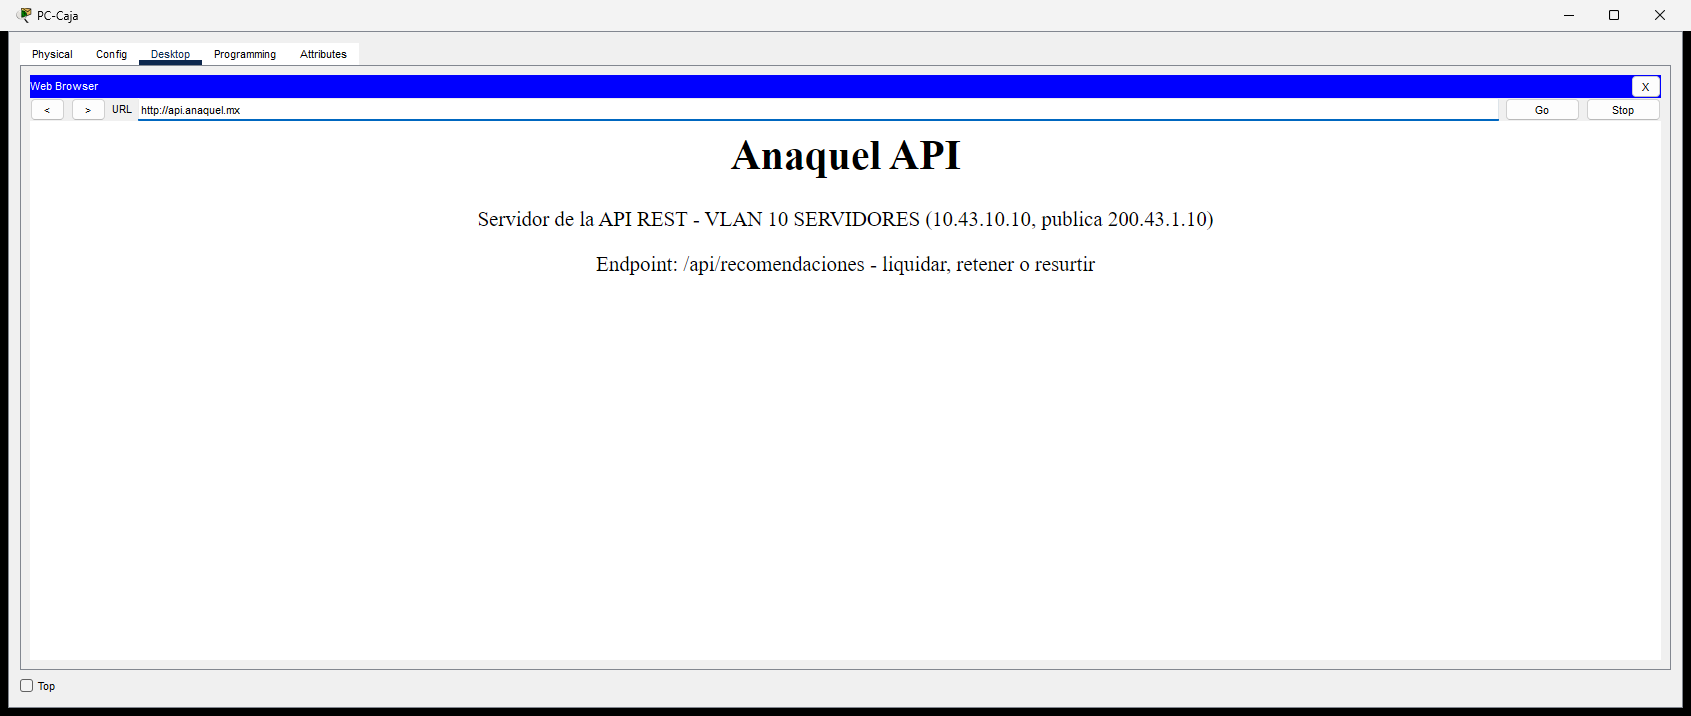 PC-Caja
Physical Config Desktop Programming Attributes
Web Browser X
< > URL http://api.anaquel.mx Go Stop
Anaquel API
Servidor de la API REST - VLAN 10 SERVIDORES (10.43.10.10, publica 200.43.1.10)
Endpoint: /api/recomendaciones - liquidar, retener o resurtir
Top